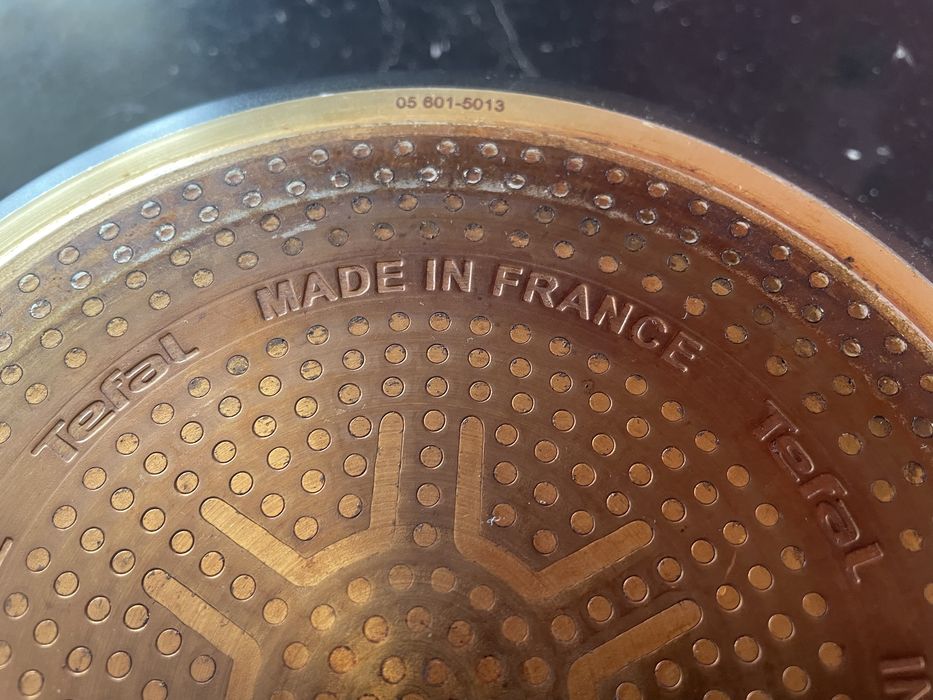 05 601-5013
MADE IN FRANCE
Tefal
Tefal